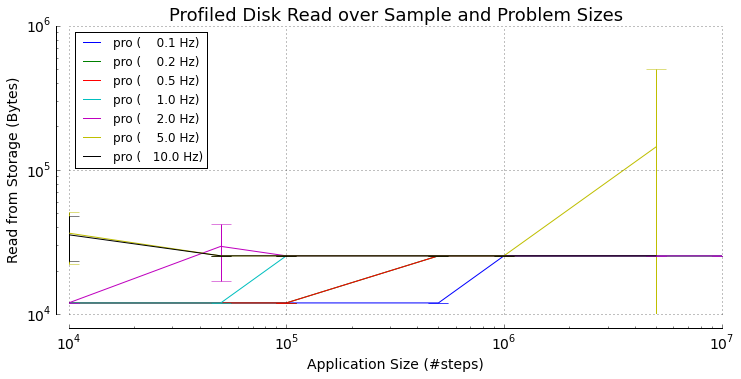 Profiled Disk Read over Sample and Problem Sizes
10^6
10^5
10^4
Read from Storage (Bytes)
pro ( 0.1 Hz)
pro ( 0.2 Hz)
pro ( 0.5 Hz)
pro ( 1.0 Hz)
pro ( 2.0 Hz)
pro ( 5.0 Hz)
pro ( 10.0 Hz)
10^4 10^5 10^6 10^7
Application Size (#steps)